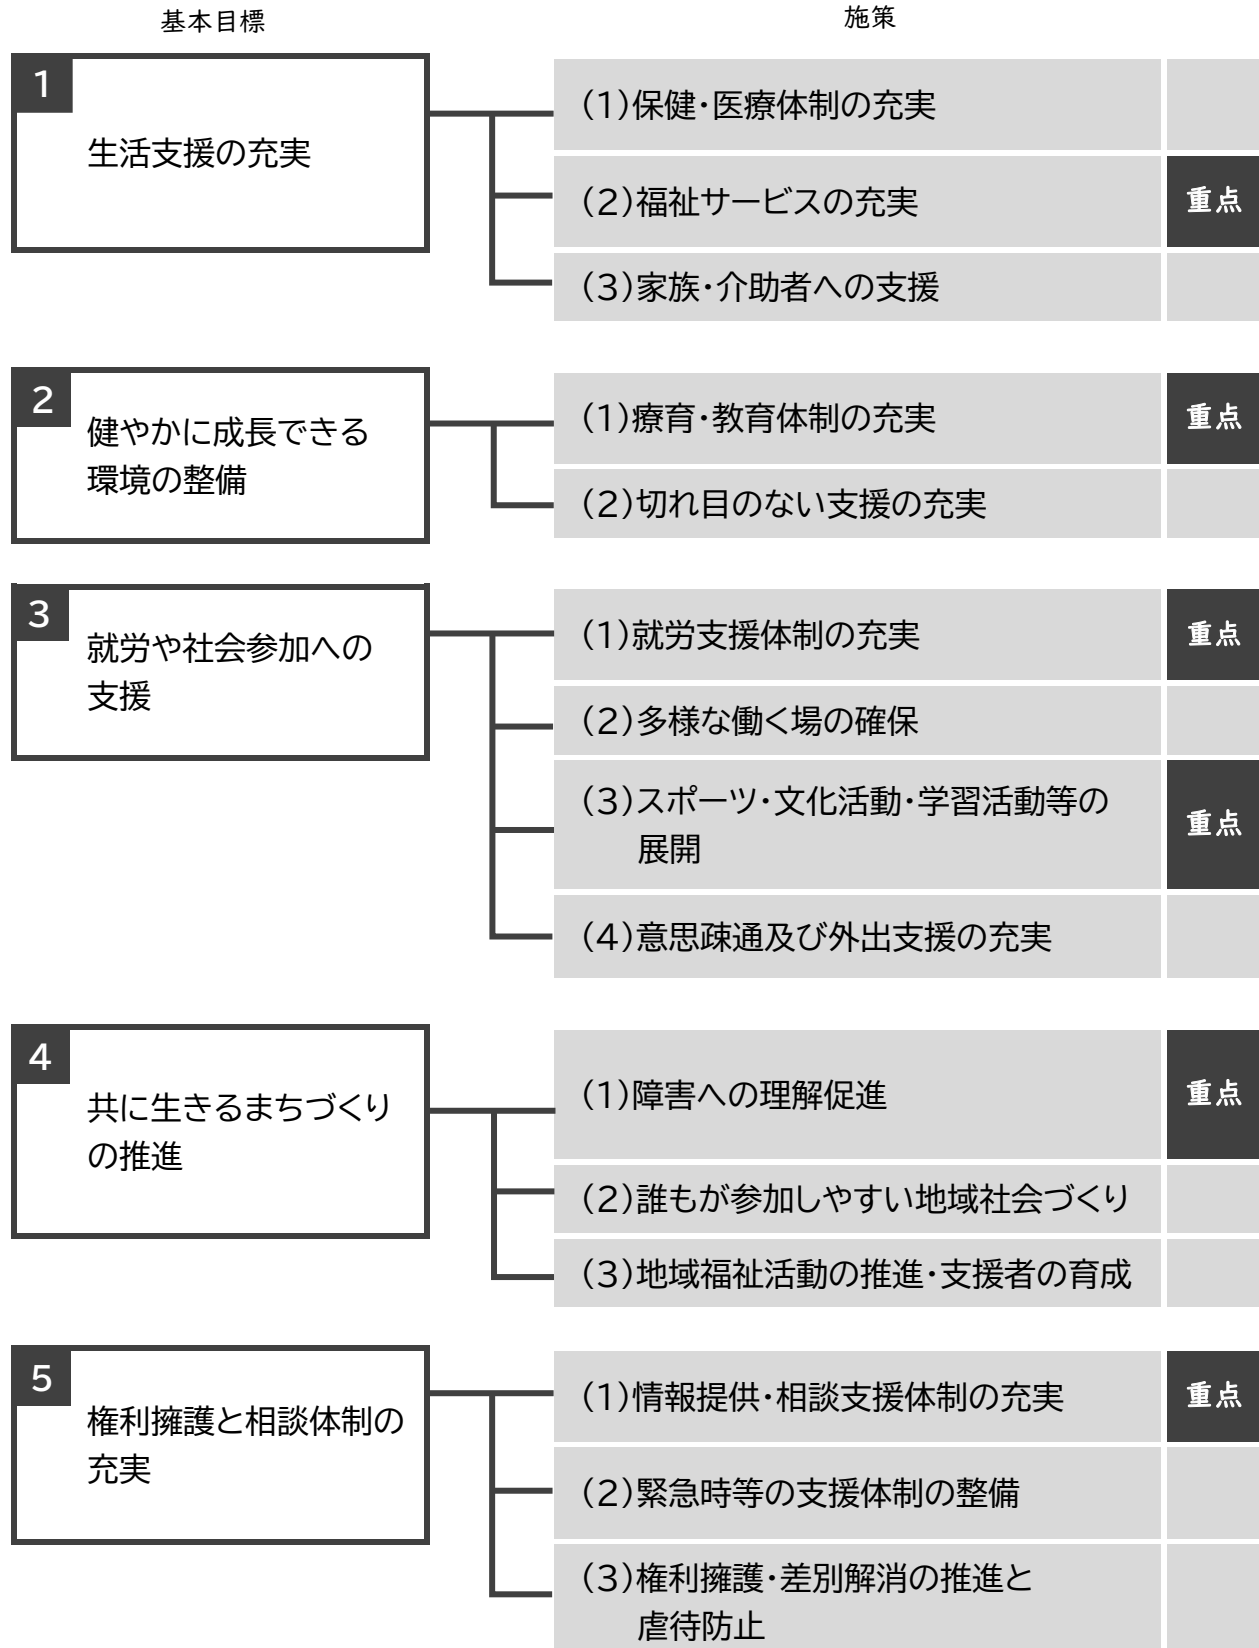 基本目標
施策
1
生活支援の充実
(1)保健・医療体制の充実
(2)福祉サービスの充実
重点
(3)家族・介助者への支援
2
健やかに成長できる
環境の整備
(1)療育・教育体制の充実
重点
(2)切れ目のない支援の充実
3
就労や社会参加への
支援
(1)就労支援体制の充実
重点
(2)多様な働く場の確保
(3)スポーツ・文化活動・学習活動等の
展開
重点
(4)意思疎通及び外出支援の充実
4
共に生きるまちづくり
の推進
(1)障害への理解促進
重点
(2)誰もが参加しやすい地域社会づくり
(3)地域福祉活動の推進・支援者の育成
5
権利擁護と相談体制の
充実
(1)情報提供・相談支援体制の充実
重点
(2)緊急時等の支援体制の整備
(3)権利擁護・差別解消の推進と
虐待防止